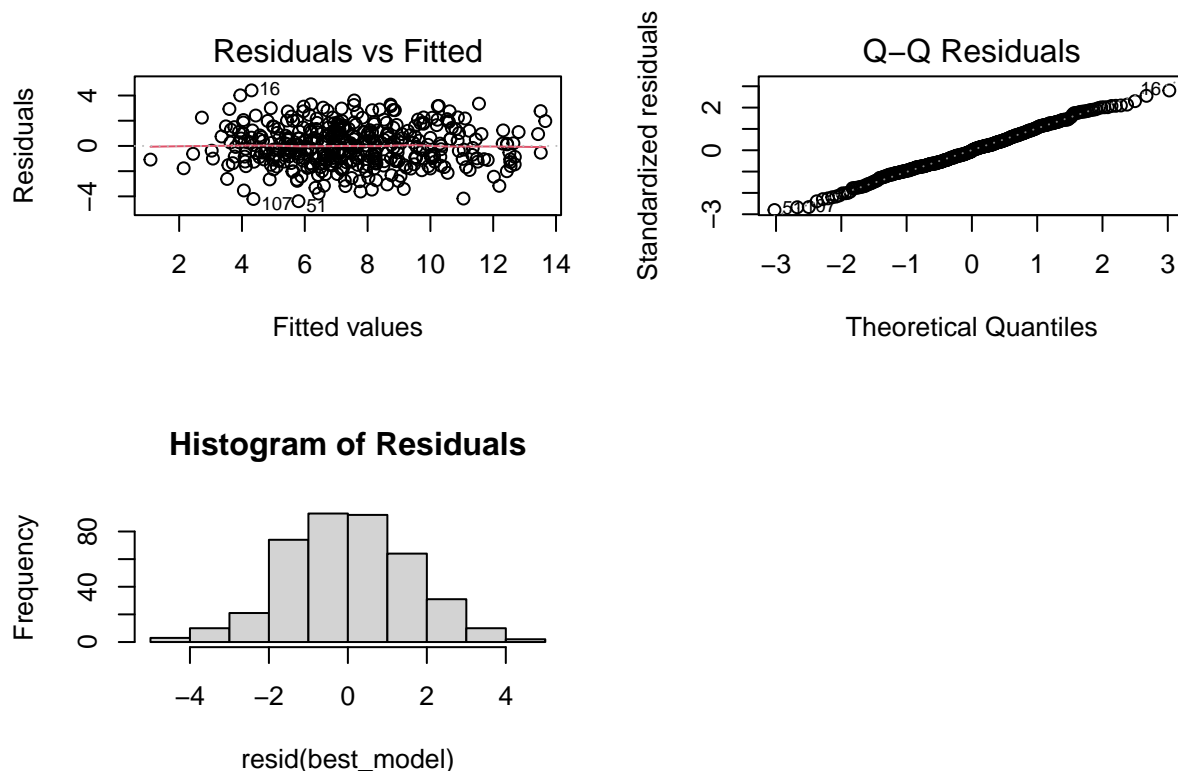 Residuals vs Fitted
Residuals
4
0
−4
16
107
51
2 4 6 8 10 12 14
Fitted values
Q−Q Residuals
Standardized residuals
2
0
−3
16
51
107
−3 −2 −1 0 1 2 3
Theoretical Quantiles
Histogram of Residuals
Frequency
80
40
0
−4 −2 0 2 4
resid(best_model)